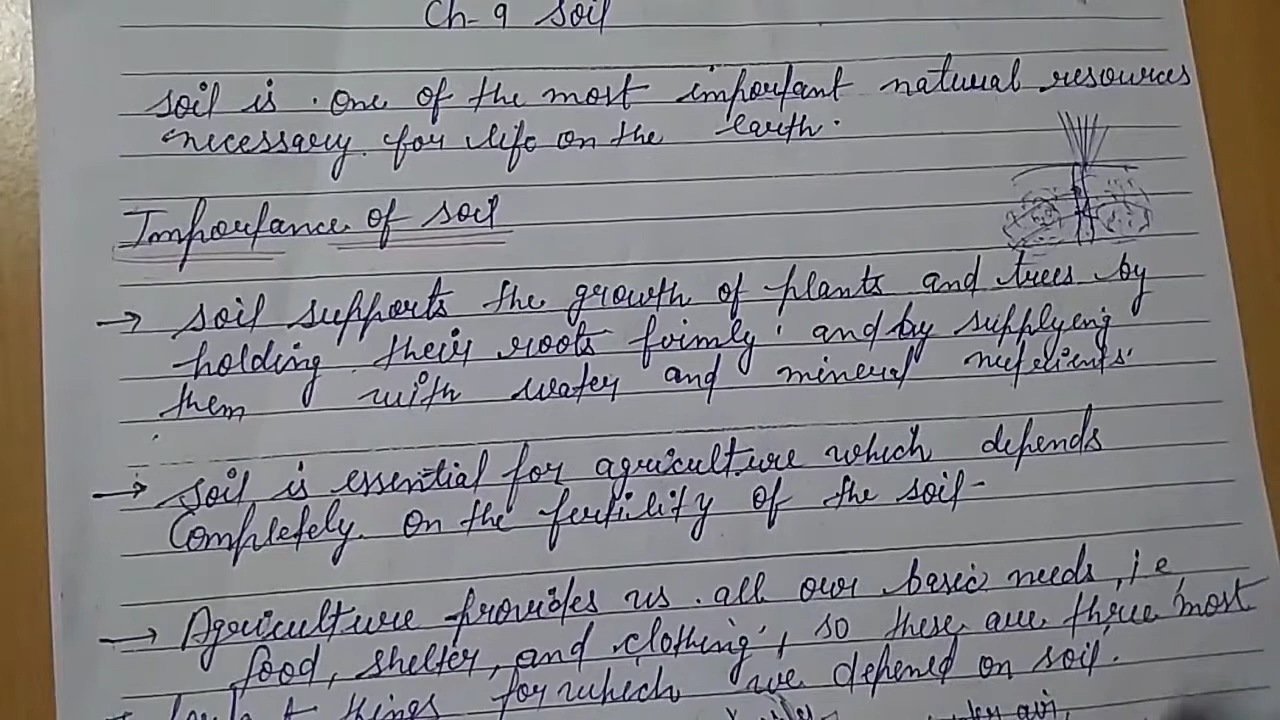 Ch-9 soil
soil is one of the most important natural resources
necessary for life on the earth.
Importance of soil
→ soil supports the growth of plants and trees by
holding their roots firmly and by supplying
them with water and mineral nutrients.
→ soil is essential for agriculture which depends
completely on the fertility of the soil-
→ Agriculture provides us all our basic needs, i.e,
food, shelter, and clothing, so these are three most
things for which we depened on soil.
air,